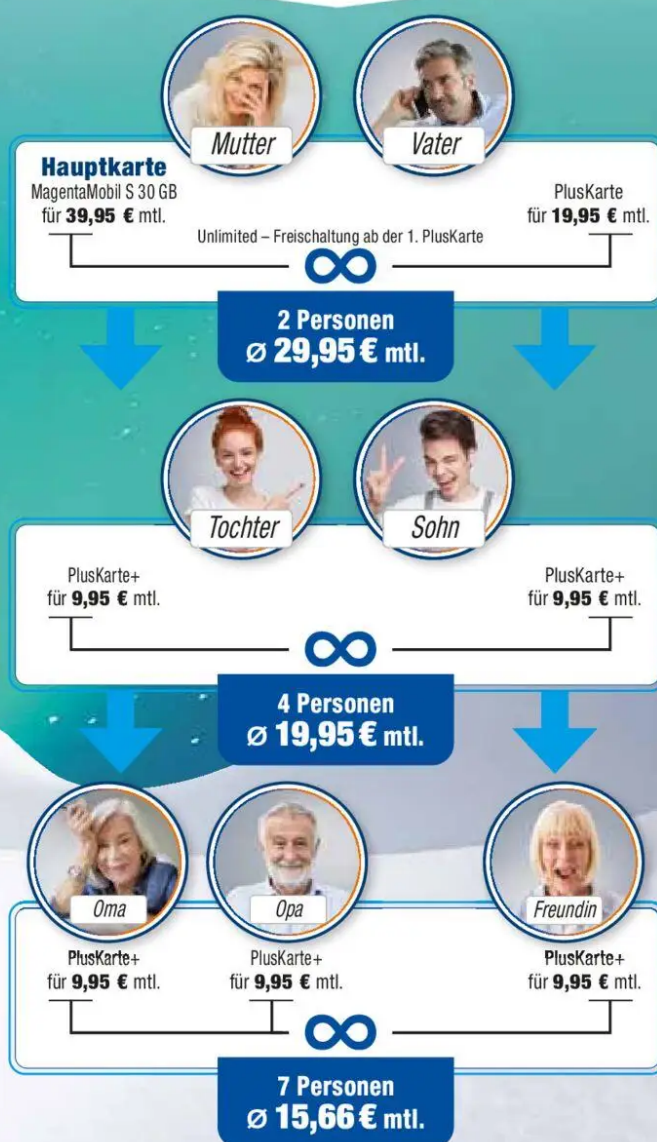 Mutter
Vater
Hauptkarte
MagentaMobil S 30 GB
für 39,95 € mtl.
PlusKarte
für 19,95 € mtl.
Unlimited – Freischaltung ab der 1. PlusKarte
2 Personen
Ø 29,95 € mtl.
Tochter
Sohn
PlusKarte+
für 9,95 € mtl.
PlusKarte+
für 9,95 € mtl.
4 Personen
Ø 19,95 € mtl.
Oma
Opa
Freundin
PlusKarte+
für 9,95 € mtl.
PlusKarte+
für 9,95 € mtl.
PlusKarte+
für 9,95 € mtl.
7 Personen
Ø 15,66 € mtl.